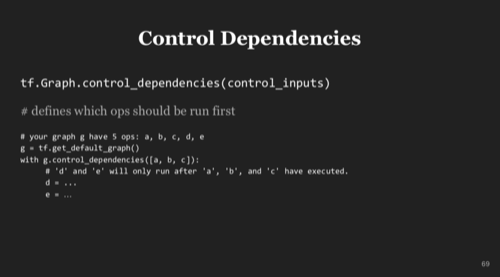 Control Dependencies
tf.Graph.control_dependencies(control_inputs)
# defines which ops should be run first
# your graph g have 5 ops: a, b, c, d, e
g = tf.get_default_graph()
with g.control_dependencies([a, b, c]):
# 'd' and 'e' will only run after 'a', 'b', and 'c' have executed.
d = ...
e = …
69